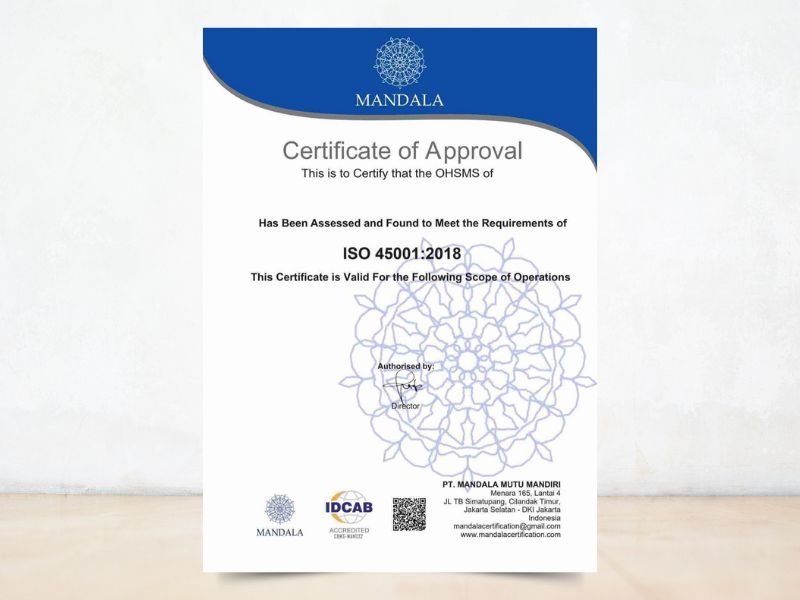 MANDALA
Certificate of Approval
This is to Certify that the OHSMS of
Has Been Assessed and Found to Meet the Requirements of
ISO 45001:2018
This Certificate is Valid For the Following Scope of Operations
Authorised by:
Director
PT. MANDALA MUTU MANDIRI
Menara 165, Lantai 4
JL TB Simatupang, Cilandak Timur,
Jakarta Selatan - DKI Jakarta
Indonesia
mandalacertification@gmail.com
www.mandalacertification.com
MANDALA
IDCAB
ACCREDITED